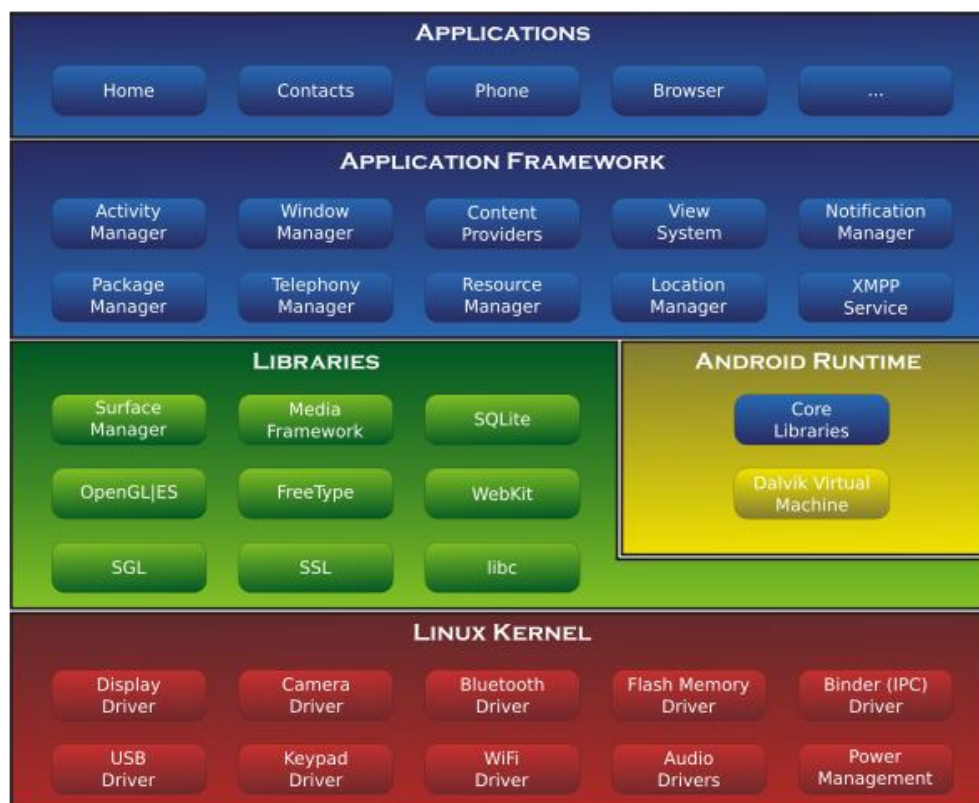 APPLICATIONS
Home
Contacts
Phone
Browser
...
APPLICATION FRAMEWORK
Activity
Manager
Window
Manager
Content
Providers
View
System
Notification
Manager
Package
Manager
Telephony
Manager
Resource
Manager
Location
Manager
XMPP
Service
LIBRARIES
Surface
Manager
Media
Framework
SQLite
OpenGL|ES
FreeType
WebKit
SGL
SSL
libc
ANDROID RUNTIME
Core
Libraries
Dalvik Virtual
Machine
LINUX KERNEL
Display
Driver
Camera
Driver
Bluetooth
Driver
Flash Memory
Driver
Binder (IPC)
Driver
USB
Driver
Keypad
Driver
WiFi
Driver
Audio
Drivers
Power
Management